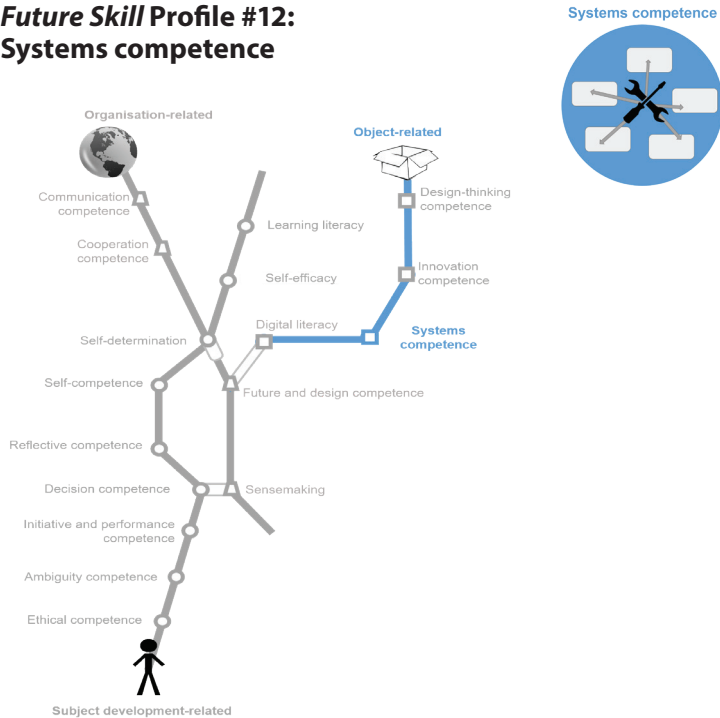 Future Skill Profile #12:
Systems competence
Systems competence
Organisation-related
Object-related
Communication
competence
Design-thinking
competence
Learning literacy
Cooperation
competence
Self-efficacy
Innovation
competence
Digital literacy
Self-determination
Systems
competence
Self-competence
Future and design competence
Reflective competence
Decision competence
Sensemaking
Initiative and performance
competence
Ambiguity competence
Ethical competence
Subject development-related